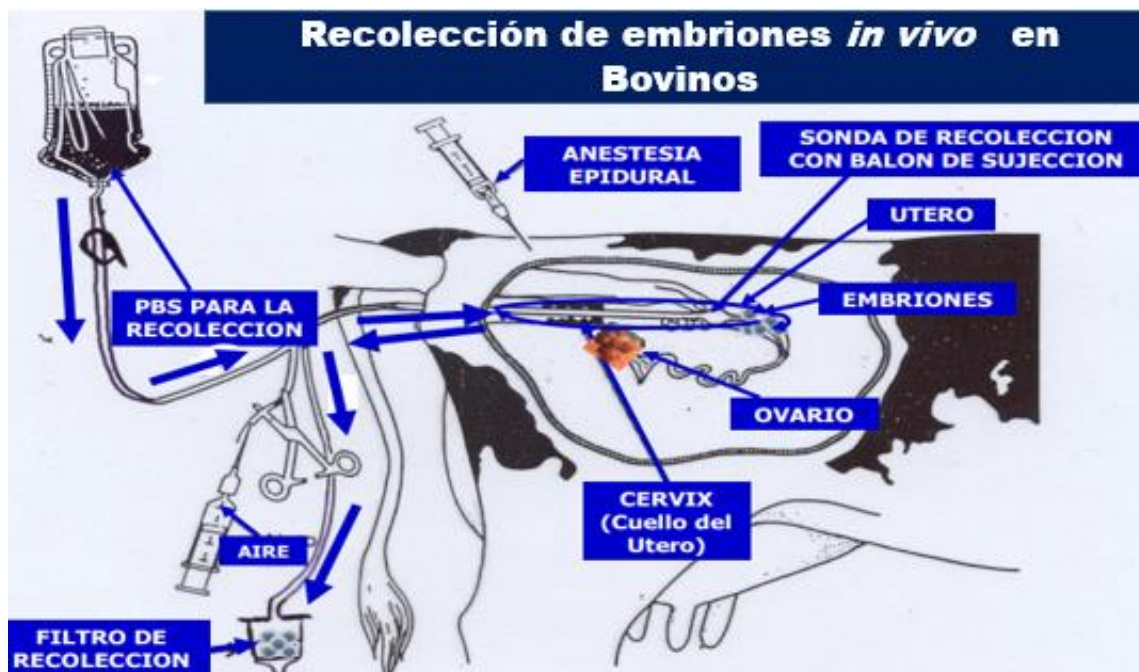 Recolección de embriones in vivo en
Bovinos
ANESTESIA
EPIDURAL
SONDA DE RECOLECCION
CON BALON DE SUJECCION
UTERO
EMBRIONES
PBS PARA LA
RECOLECCION
OVARIO
CERVIX
(Cuello del
Utero)
AIRE
FILTRO DE
RECOLECCION